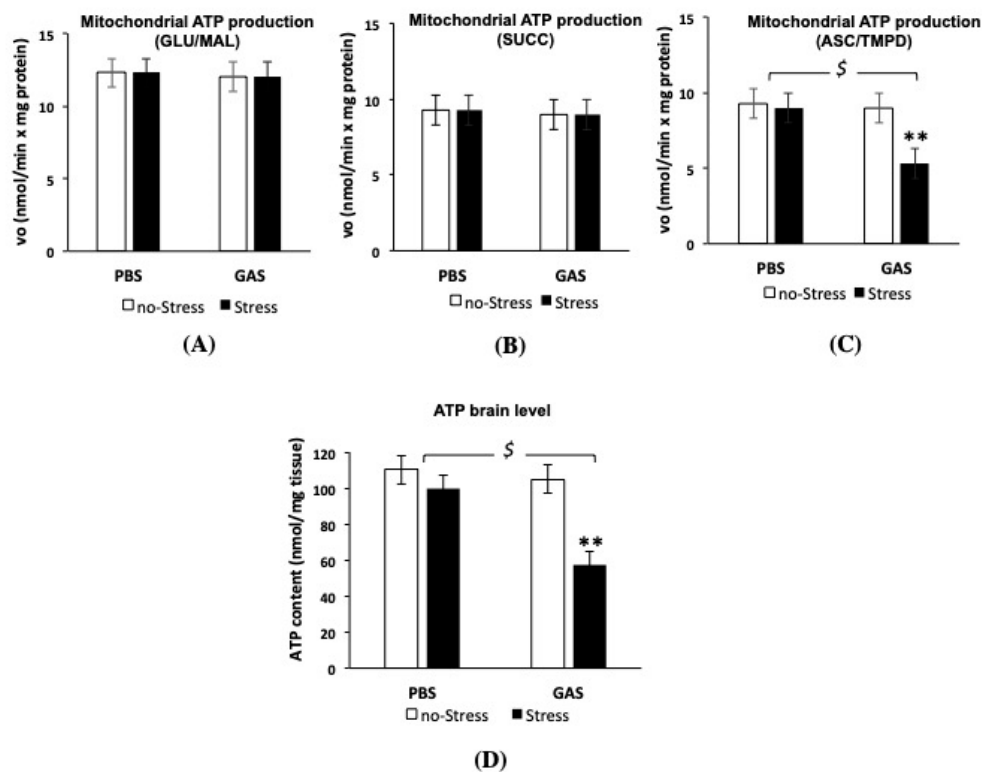 Mitochondrial ATP production
(GLU/MAL)
vo (nmol/min x mg protein)
15
10
5
0
PBS GAS
no-Stress Stress
(A)
Mitochondrial ATP production
(SUCC)
vo (nmol/min x mg protein)
15
10
5
0
PBS GAS
no-Stress Stress
(B)
Mitochondrial ATP production
(ASC/TMPD)
vo (nmol/min x mg protein)
$
15
10
**
5
0
PBS GAS
no-Stress Stress
(C)
ATP brain level
ATP content (nmol/mg tissue)
$
120
100
80
**
60
40
20
0
PBS GAS
no-Stress Stress
(D)